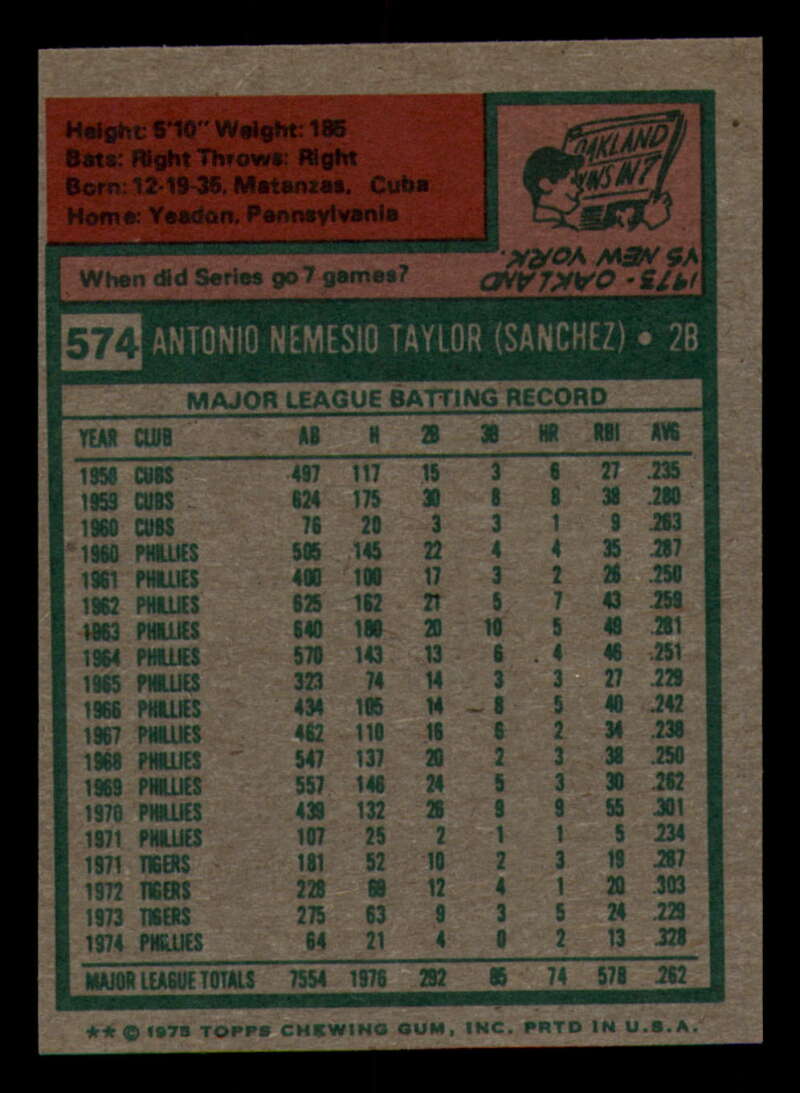 Height: 5'10" Weight: 185
Bats: Right Throws: Right
Born: 12-19-35, Matanzas, Cuba
Home: Yeadon, Pennsylvania
OAKLAND
WINS IN 7
When did Series go 7 games?
1973 - OAKLAND
VS NEW YORK.
574 ANTONIO NEMESIO TAYLOR (SANCHEZ) • 2B
MAJOR LEAGUE BATTING RECORD
YEAR CLUB AB H 2B 3B HR RBI AVG
1958 CUBS 497 117 15 3 6 27 .235
1959 CUBS 624 175 30 8 8 38 .280
1960 CUBS 76 20 3 3 1 9 .263
1960 PHILLIES 505 145 22 4 4 35 .287
1961 PHILLIES 400 100 17 3 2 26 .250
1962 PHILLIES 625 162 21 5 7 43 .259
1963 PHILLIES 640 180 20 10 5 49 .281
1964 PHILLIES 570 143 13 6 4 46 .251
1965 PHILLIES 323 74 14 3 3 27 .229
1966 PHILLIES 434 105 14 8 5 40 .242
1967 PHILLIES 462 110 16 6 2 34 .238
1968 PHILLIES 547 137 20 2 3 38 .250
1969 PHILLIES 557 146 24 5 3 30 .262
1970 PHILLIES 439 132 26 9 9 55 .301
1971 PHILLIES 107 25 2 1 1 5 .234
1971 TIGERS 181 52 10 2 3 19 .287
1972 TIGERS 228 69 12 4 1 20 .303
1973 TIGERS 275 63 9 3 5 24 .229
1974 PHILLIES 64 21 4 0 2 13 .328
MAJOR LEAGUE TOTALS 7554 1976 292 85 74 578 .262
** © 1975 TOPPS CHEWING GUM, INC. PRTD IN U.S.A.